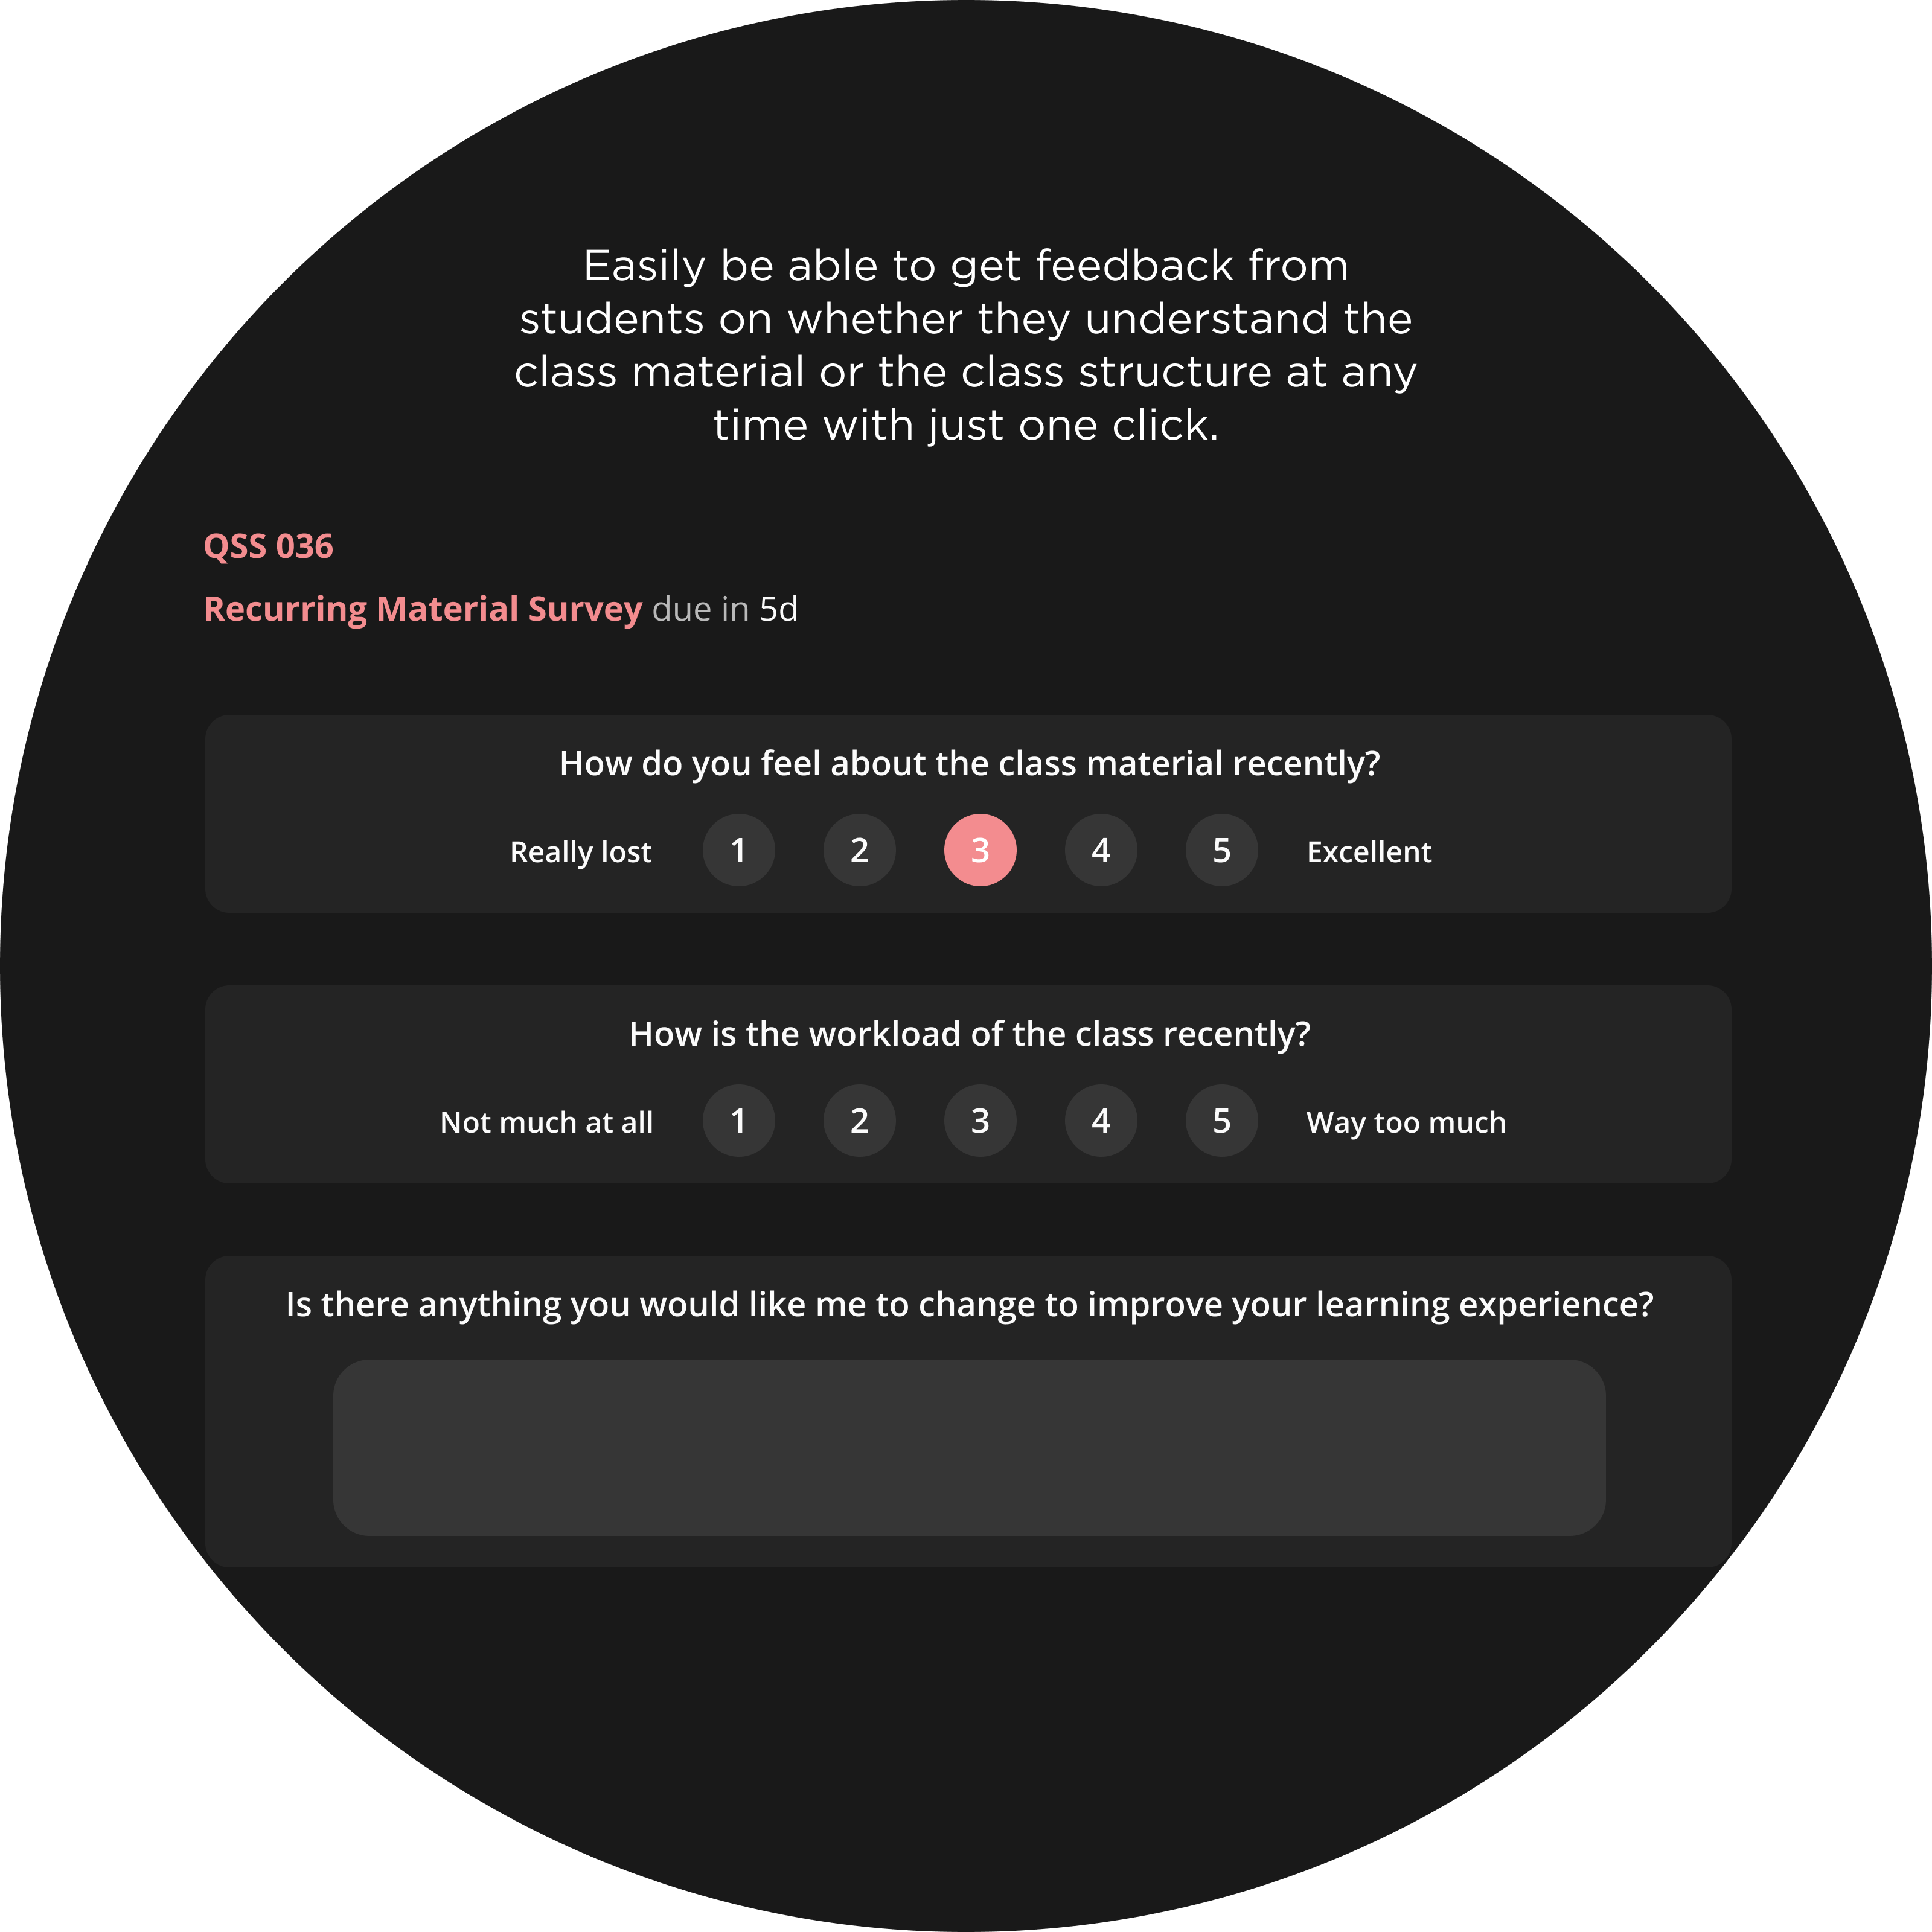 Easily be able to get feedback from
students on whether they understand the
class material or the class structure at any
time with just one click.
QSS 036
Recurring Material Survey due in 5d
How do you feel about the class material recently?
Really lost 1 2 3 4 5 Excellent
How is the workload of the class recently?
Not much at all 1 2 3 4 5 Way too much
Is there anything you would like me to change to improve your learning experience?